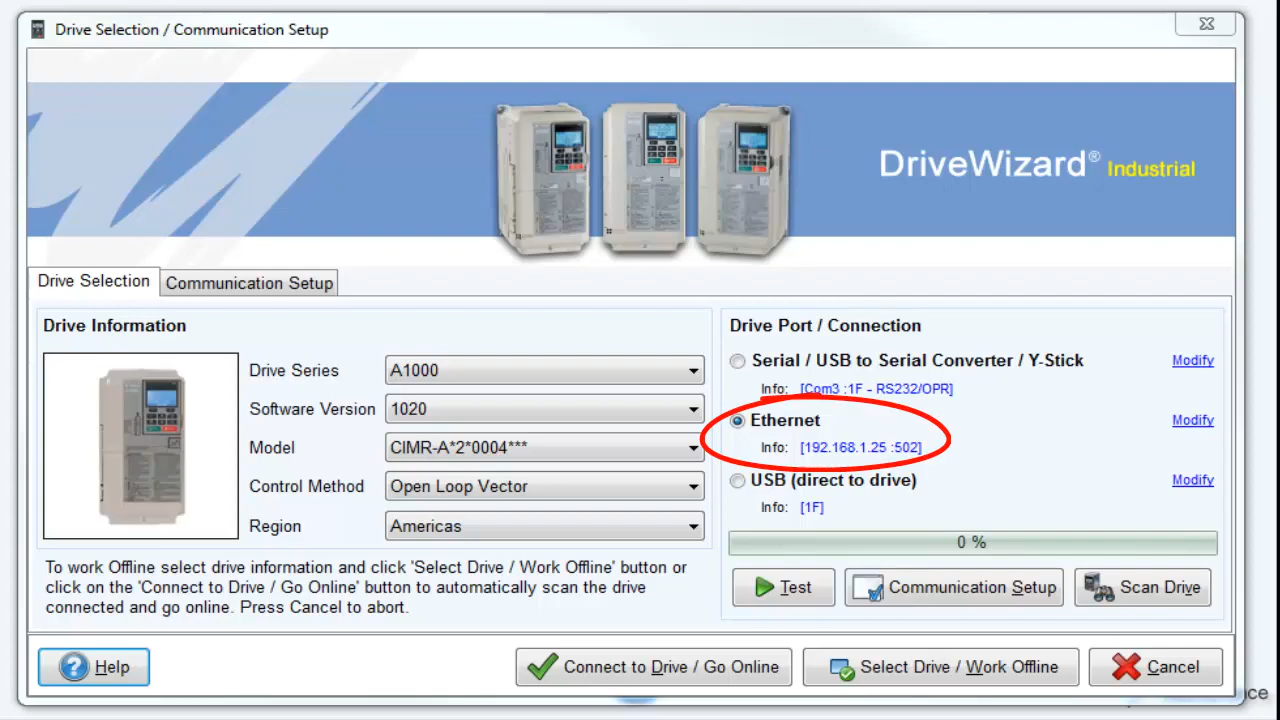 Drive Selection / Communication Setup
DriveWizard® Industrial
Drive Selection
Communication Setup
Drive Information
Drive Series
A1000
Software Version
1020
Model
CIMR-A*2*0004***
Control Method
Open Loop Vector
Region
Americas
To work Offline select drive information and click 'Select Drive / Work Offline' button or
click on the 'Connect to Drive / Go Online' button to automatically scan the drive
connected and go online. Press Cancel to abort.
Drive Port / Connection
Serial / USB to Serial Converter / Y-Stick
Modify
Info: [Com3 :1F - RS232/OPR]
Ethernet
Modify
Info: [192.168.1.25 :502]
USB (direct to drive)
Modify
Info: [1F]
0 %
Test
Communication Setup
Scan Drive
Help
Connect to Drive / Go Online
Select Drive / Work Offline
Cancel